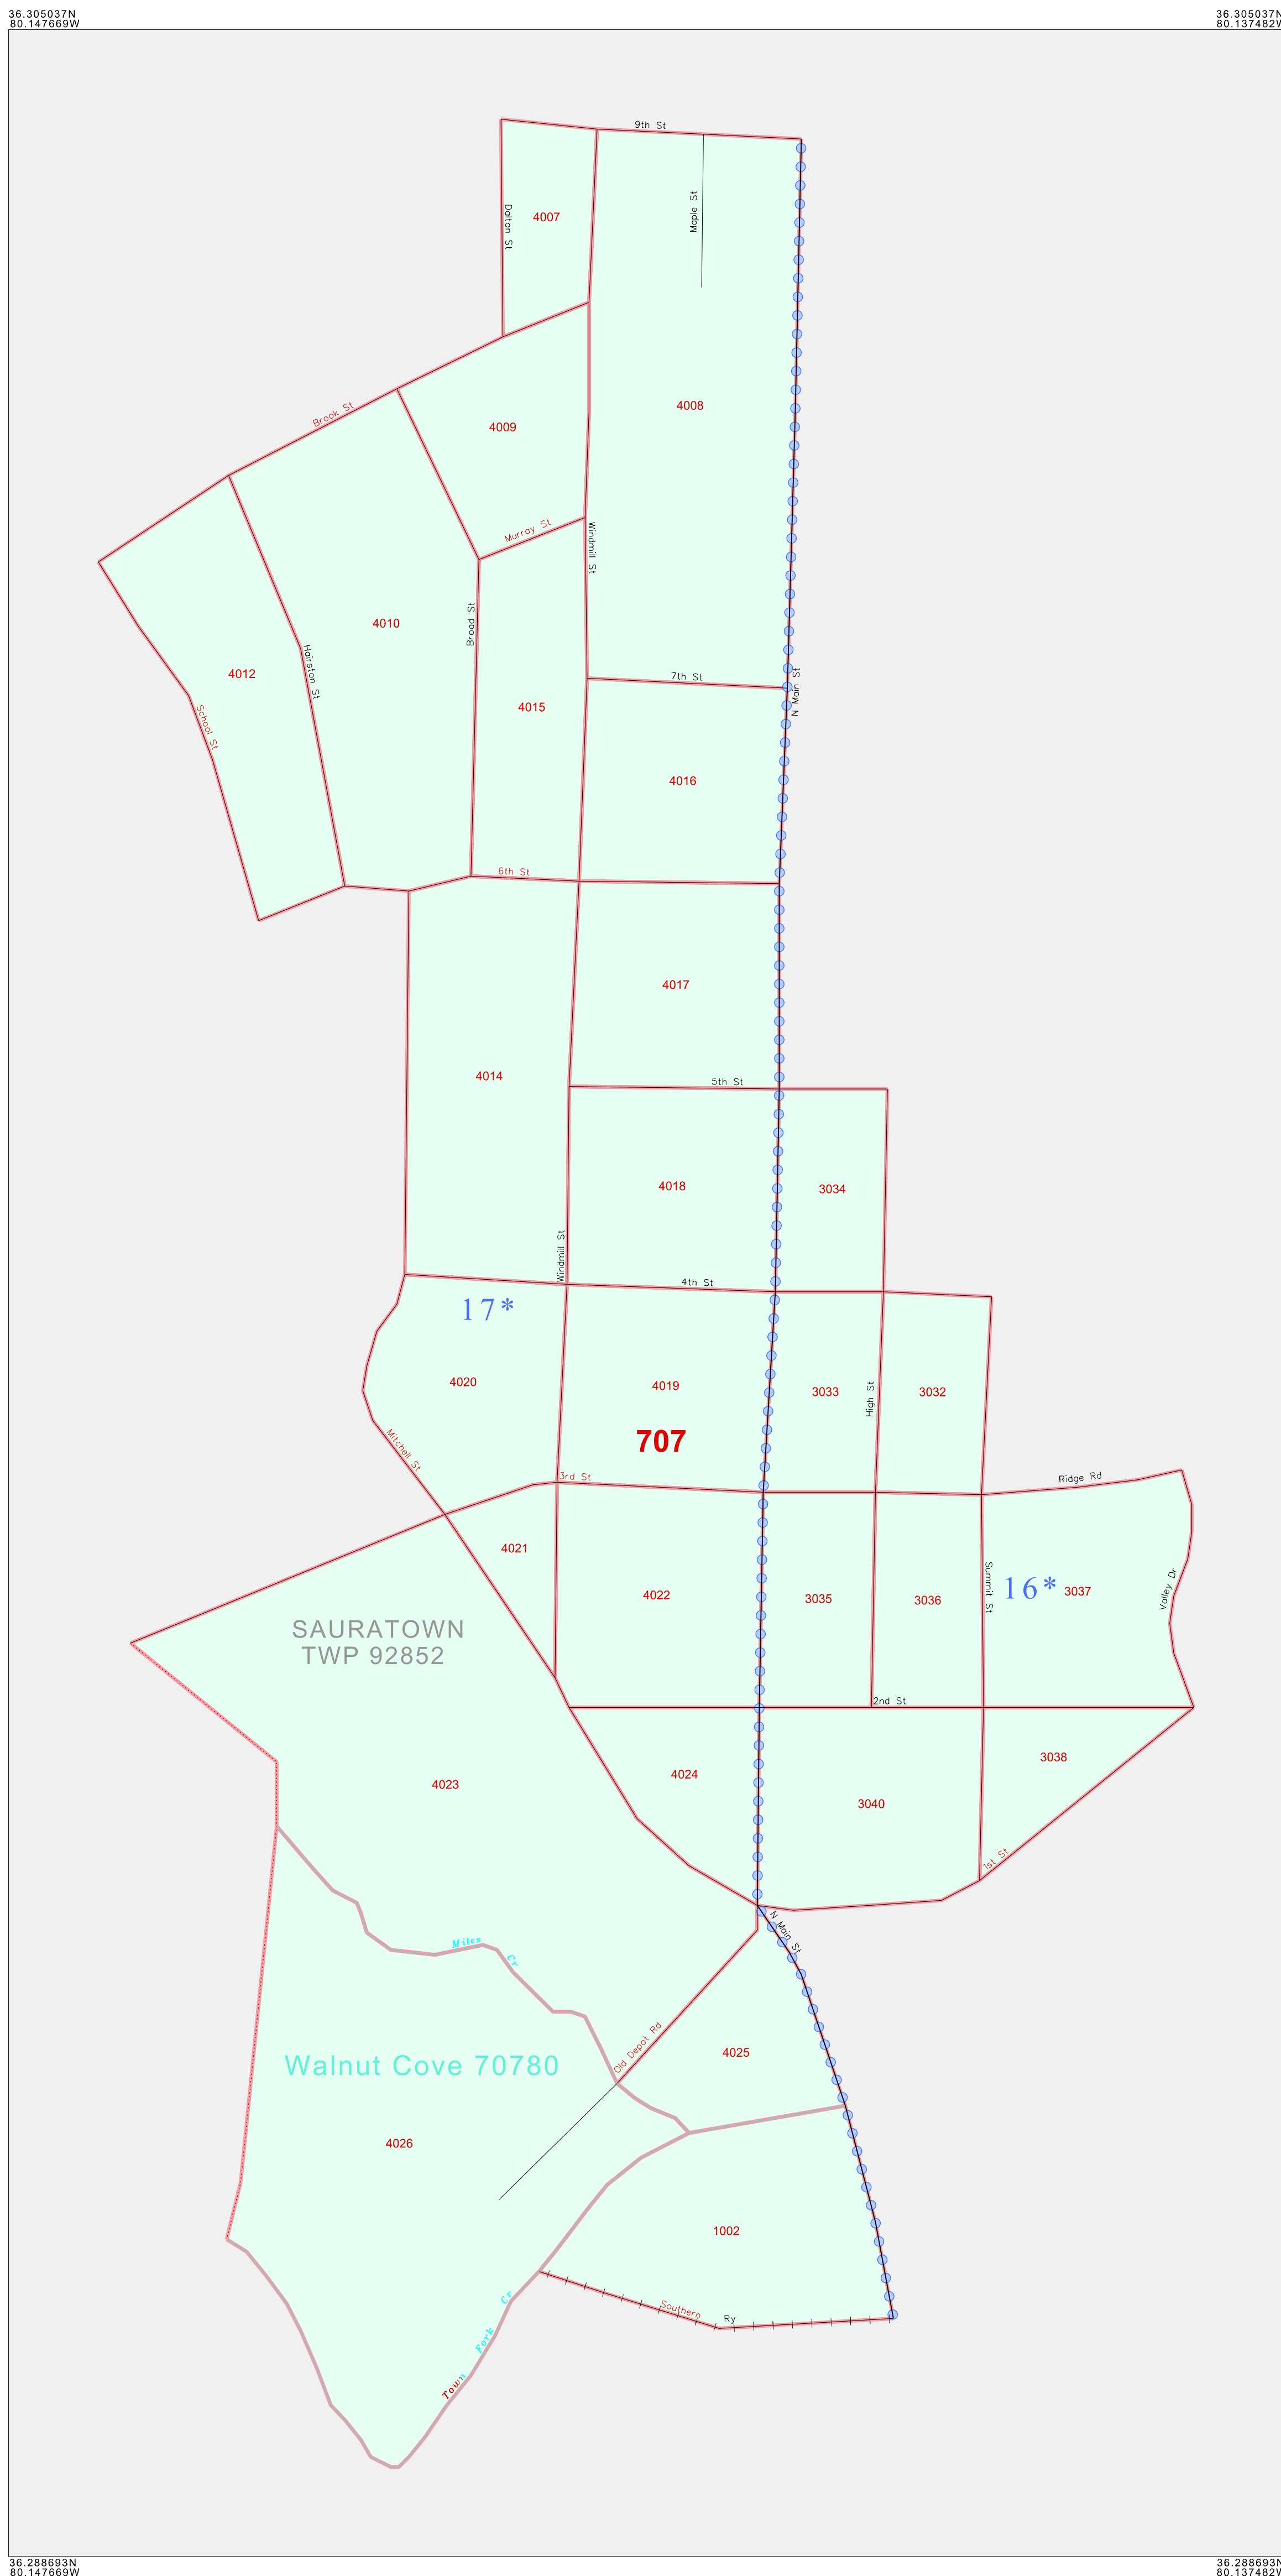 36.305037N
80.147669W
36.305037N
80.137482W
9th St
Maple St
Dalton St
4007
4008
Brook St
4009
Murray St
Windmill St
Broad St
4010
Hairston St
4012
School St
4015
7th St
N Main St
4016
6th St
4017
4014
5th St
4018
3034
Windmill St
4th St
17*
4020
4019
3033
High St
3032
707
Mitchell St
3rd St
Ridge Rd
4021
4022
3035
3036
Summit St
16*
3037
Valley Dr
SAURATOWN
TWP 92852
2nd St
4023
4024
3040
3038
1st St
N Main St
Miles Cr
Old Depot Rd
4025
Walnut Cove 70780
4026
1002
Southern Ry
Town Fork Cr
36.288693N
80.147669W
36.288693N
80.137482W